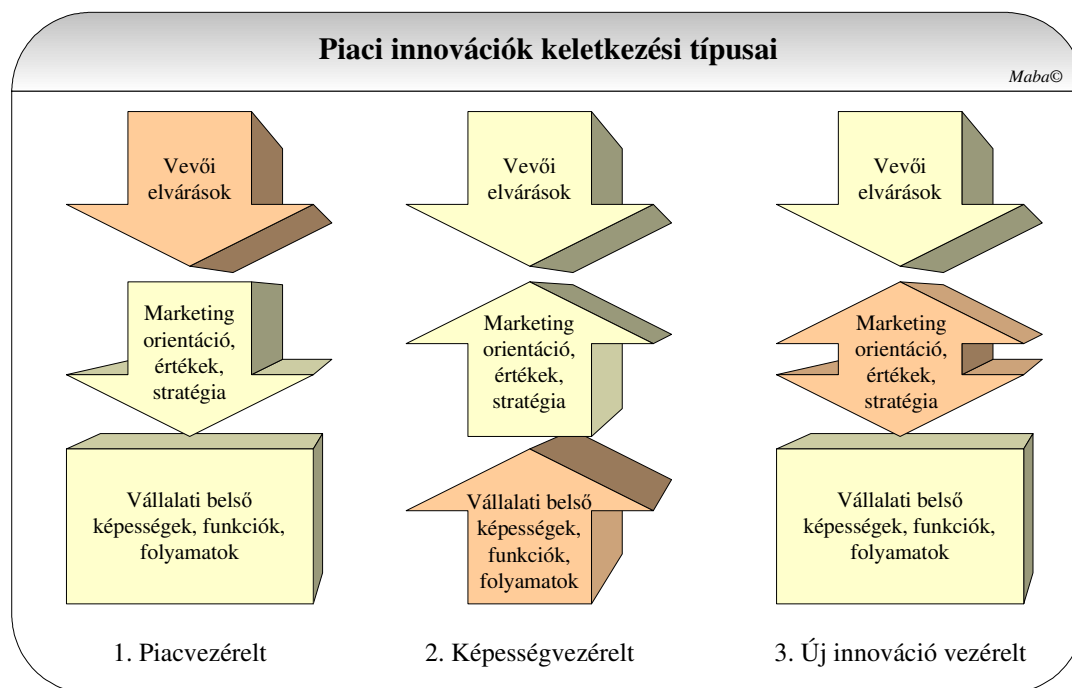 Piaci innovációk keletkezési típusai
Maba©
Vevői
elvárások
Marketing
orientáció,
értékek,
stratégia
Vállalati belső
képességek, funkciók,
folyamatok
1. Piacvezérelt
Vevői
elvárások
Marketing
orientáció,
értékek,
stratégia
Vállalati belső
képességek,
funkciók,
folyamatok
2. Képességvezérelt
Vevői
elvárások
Marketing
orientáció,
értékek,
stratégia
Vállalati belső
képességek, funkciók,
folyamatok
3. Új innováció vezérelt